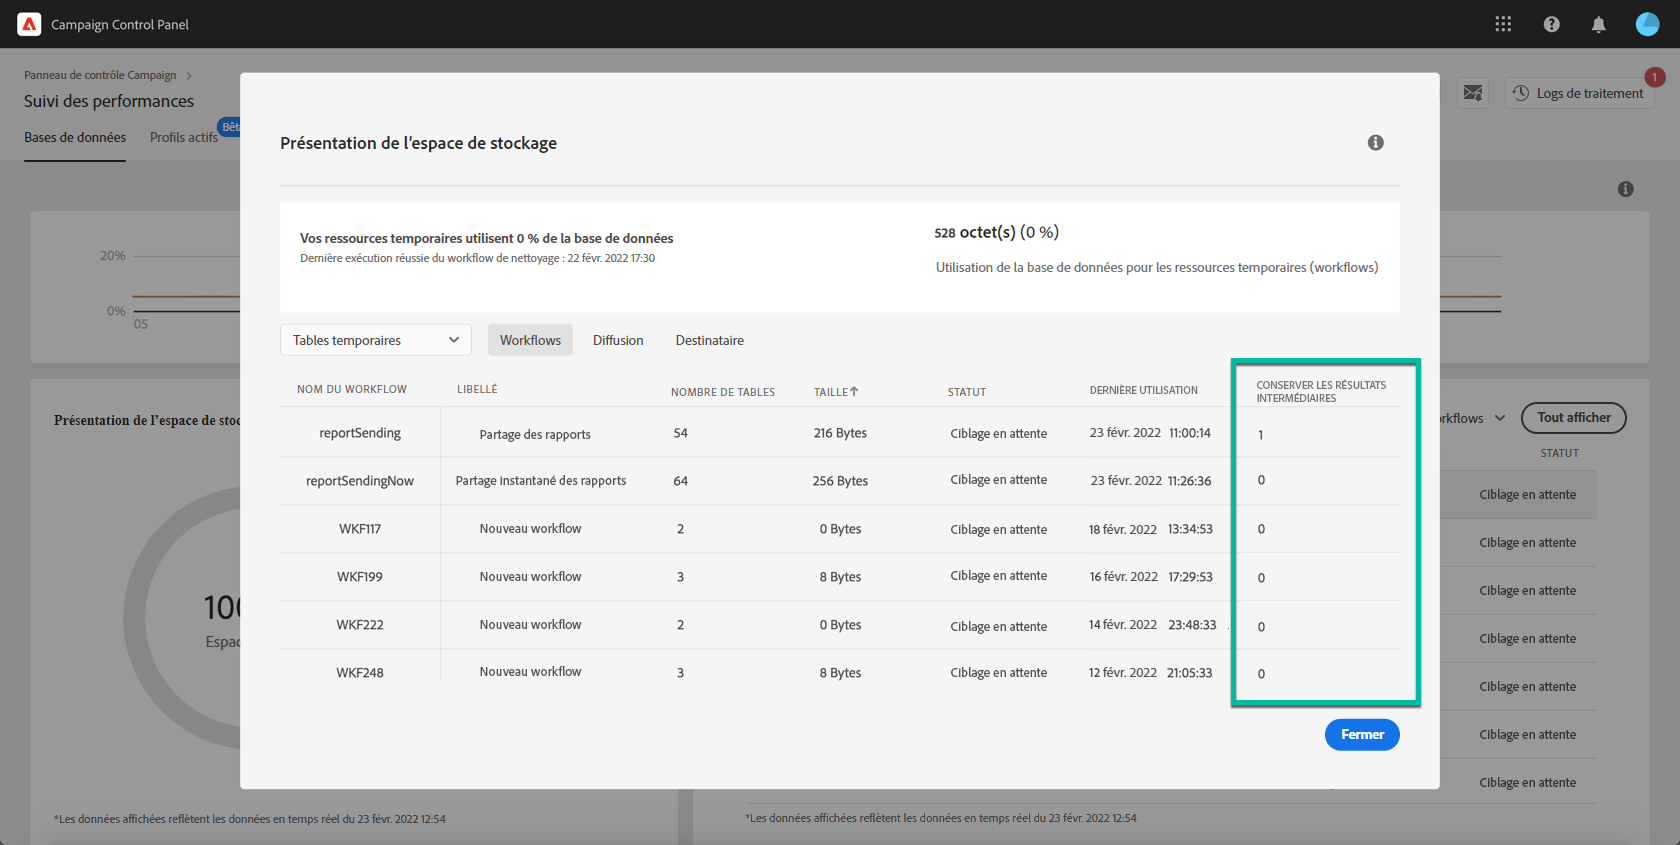 Campaign Control Panel
Panneau de contrôle Campaign
Suivi des performances
Bases de données
Profils actifs
Bêta
Logs de traitement
1
20%
0%
05
Présentation de l’espace de stockage
Vos ressources temporaires utilisent 0 % de la base de données
Dernière exécution réussie du workflow de nettoyage : 22 févr. 2022 17:30
528 octet(s) (0 %)
Utilisation de la base de données pour les ressources temporaires (workflows)
Tables temporaires
Workflows
Diffusion
Destinataire
NOM DU WORKFLOW LIBELLÉ NOMBRE DE TABLES TAILLE↑ STATUT DERNIÈRE UTILISATION CONSERVER LES RÉSULTATS
INTERMÉDIAIRES
reportSending Partage des rapports 54 216 Bytes Ciblage en attente 23 févr. 2022 11:00:14 1
reportSendingNow Partage instantané des rapports 64 256 Bytes Ciblage en attente 23 févr. 2022 11:26:36 0
WKF117 Nouveau workflow 2 0 Bytes Ciblage en attente 18 févr. 2022 13:34:53 0
WKF199 Nouveau workflow 3 8 Bytes Ciblage en attente 16 févr. 2022 17:29:53 0
WKF222 Nouveau workflow 2 0 Bytes Ciblage en attente 14 févr. 2022 23:48:33 0
WKF248 Nouveau workflow 3 8 Bytes Ciblage en attente 12 févr. 2022 21:05:33 0
Fermer
Présentation de l’espace de stoc
100
Espac
*Les données affichées reflètent les données en temps réel du 23 févr. 2022 12:54
rkflows
Tout afficher
STATUT
Ciblage en attente
Ciblage en attente
Ciblage en attente
Ciblage en attente
Ciblage en attente
Ciblage en attente
Ciblage en attente
*Les données affichées reflètent les données en temps réel du 23 févr. 2022 12:54